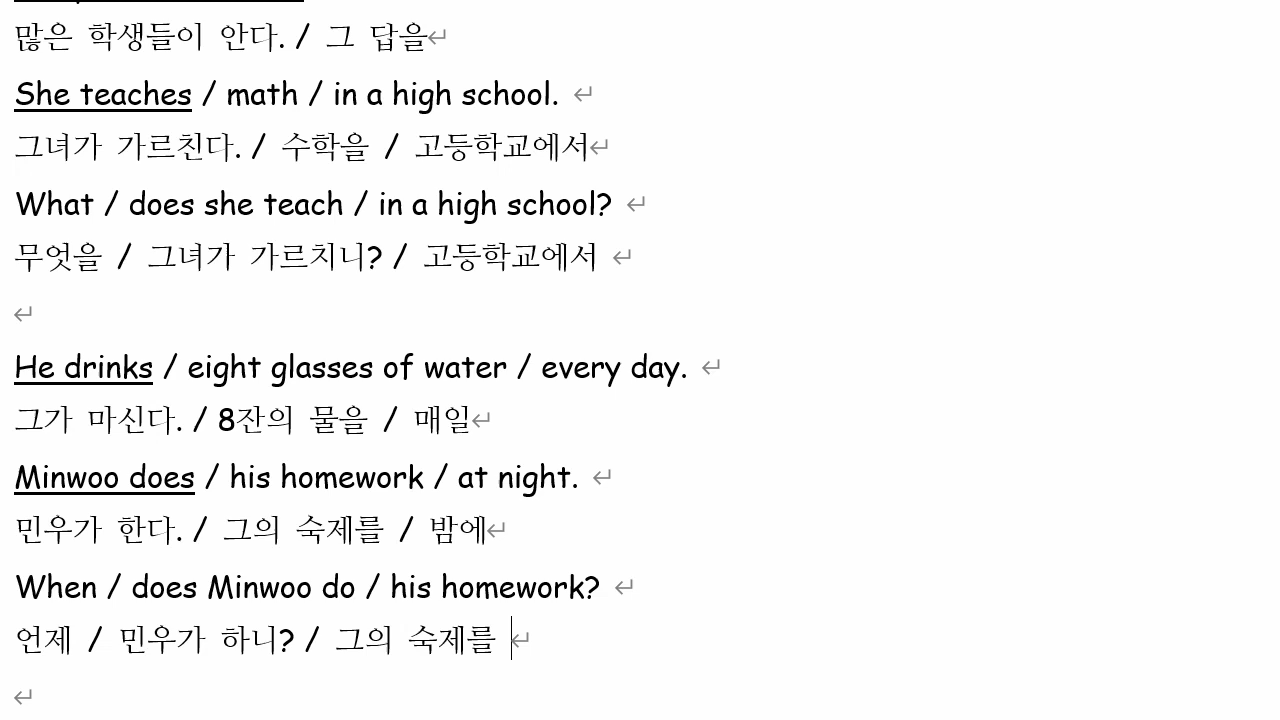 많은 학생들이 안다. / 그 답을
She teaches / math / in a high school.
그녀가 가르친다. / 수학을 / 고등학교에서
What / does she teach / in a high school?
무엇을 / 그녀가 가르치니? / 고등학교에서
He drinks / eight glasses of water / every day.
그가 마신다. / 8잔의 물을 / 매일
Minwoo does / his homework / at night.
민우가 한다. / 그의 숙제를 / 밤에
When / does Minwoo do / his homework?
언제 / 민우가 하니? / 그의 숙제를